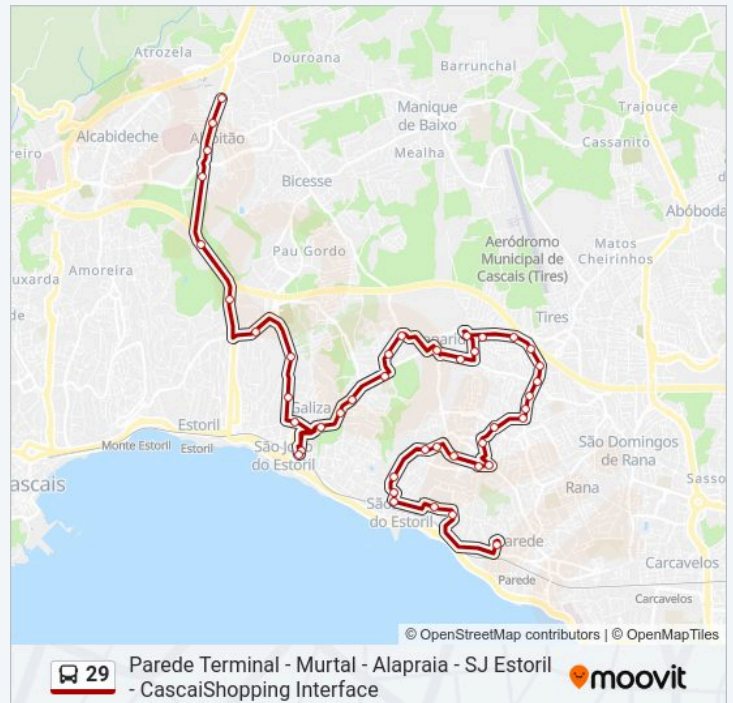 Atrozela
Douroana
Barrunchal
Trajouce
Manique
de Baixo
Alcabideche
Cassanito
Mealha
Bicesse
Abóboda
Aeródromo
Municipal de
Cascais (Tires)
Matos
Cheirinhos
Pau Gordo
Amoreira
Tires
Galiza
Estoril
Monte Estoril
Estoril
São João
do Estoril
São Domingos
de Rana
Rana
do Estoril
Parede
Parede
Carcavelos
Carcavelos
© OpenStreetMap contributors | © OpenMapTiles
29
Parede Terminal - Murtal - Alapraia - SJ Estoril
- CascaiShopping Interface
moovit